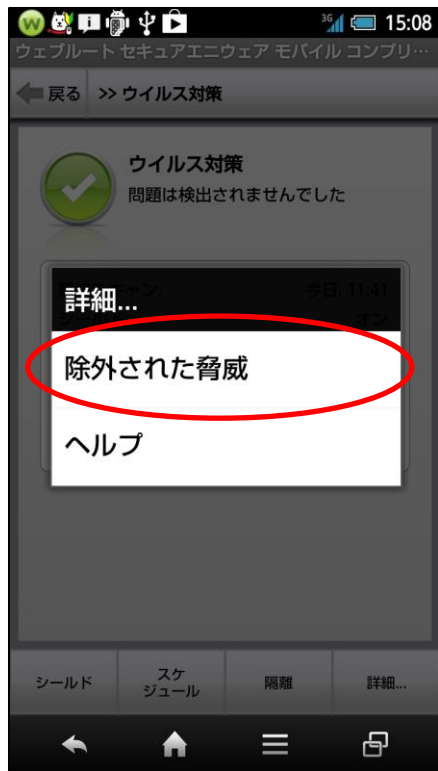 3G 15:08
ウェブルート セキュアエニウェア モバイル コンプリ…
戻る >> ウイルス対策
ウイルス対策
問題は検出されませんでした
キャン: 今日, 11:41
オン
詳細...
除外された脅威
ヘルプ
シールド
スケ
ジュール
隔離
詳細...